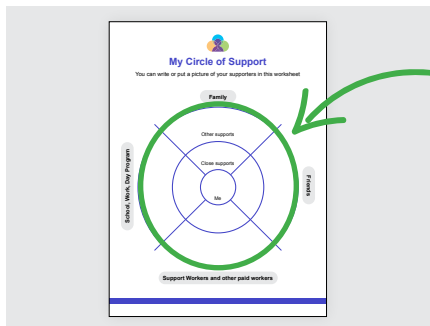 My Circle of Support
You can write or put a picture of your supporters in this worksheet
Family
Other supports
Close supports
Me
School, Work, Day Program
Friends
Support Workers and other paid workers